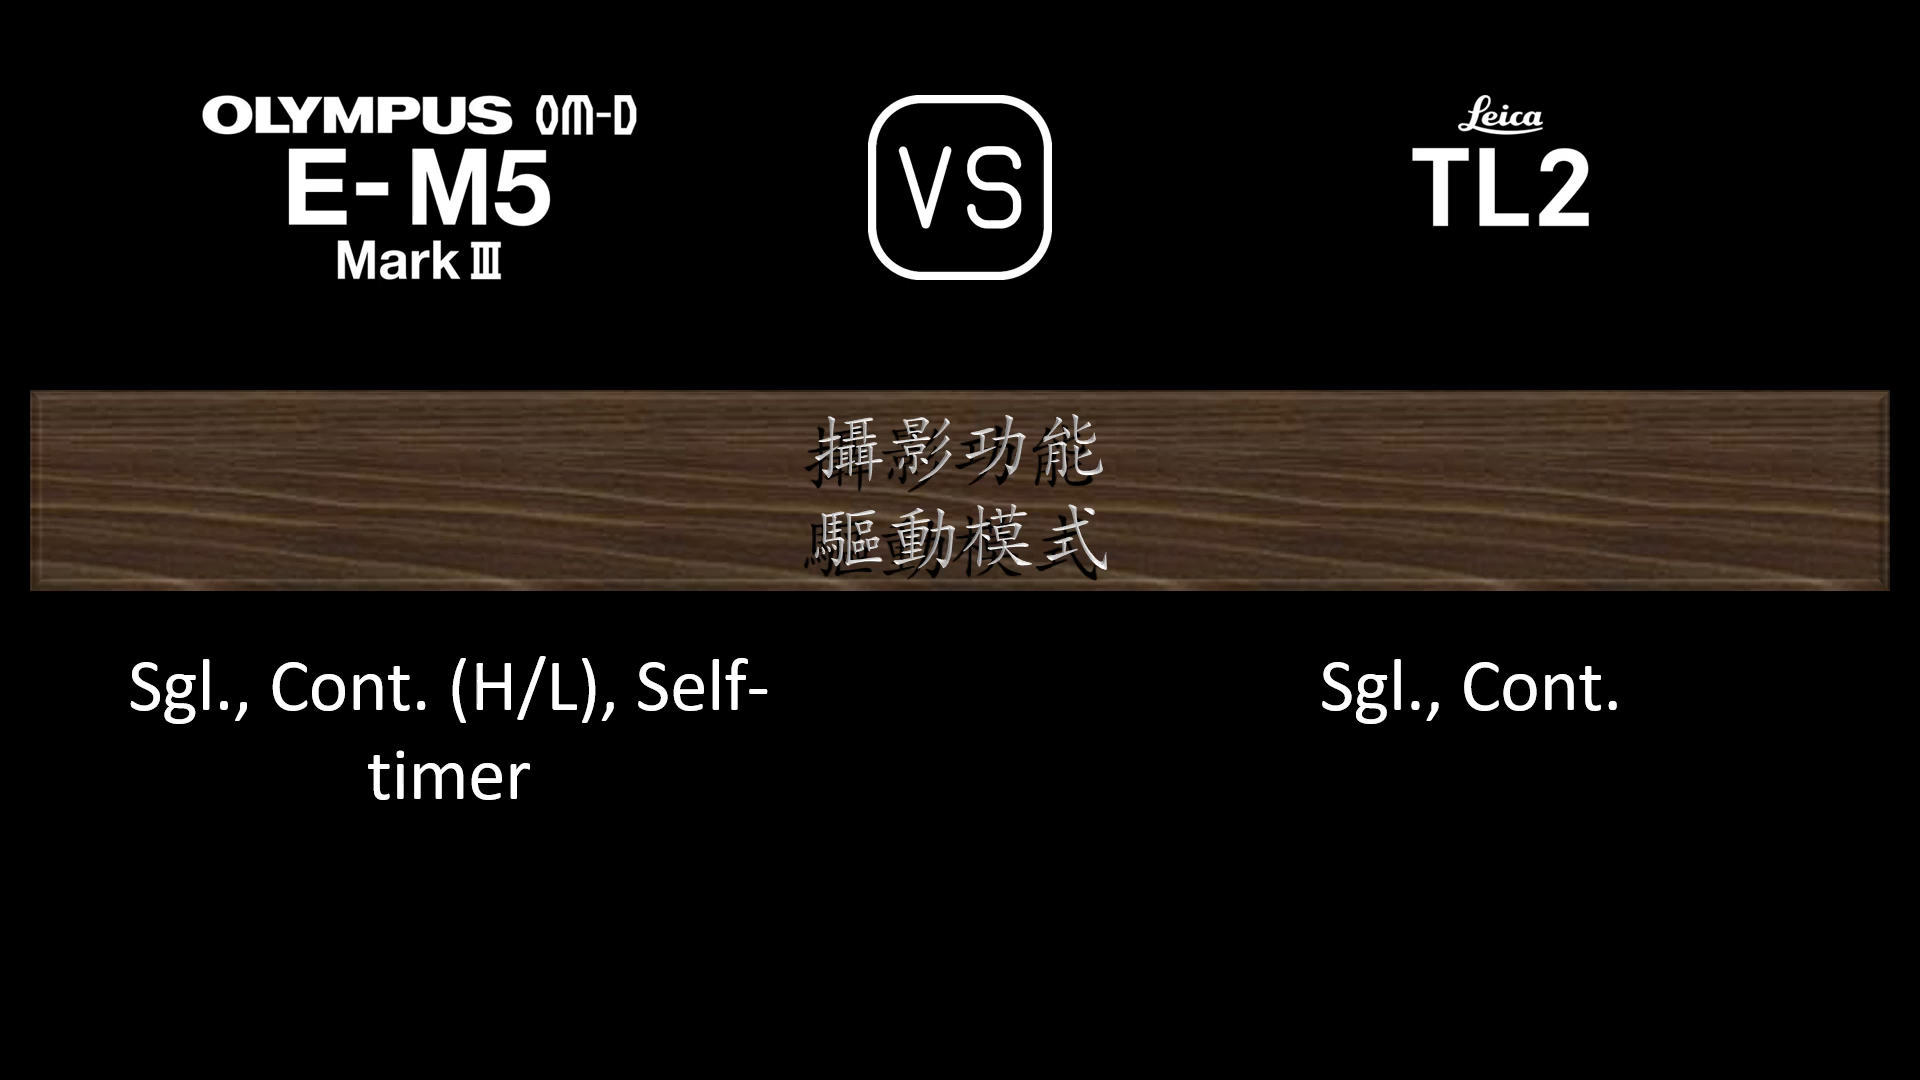 OLYMPUS OM-D
E-M5
Mark III
VS
Leica
TL2
攝影功能
驅動模式
Sgl., Cont. (H/L), Self-
timer
Sgl., Cont.